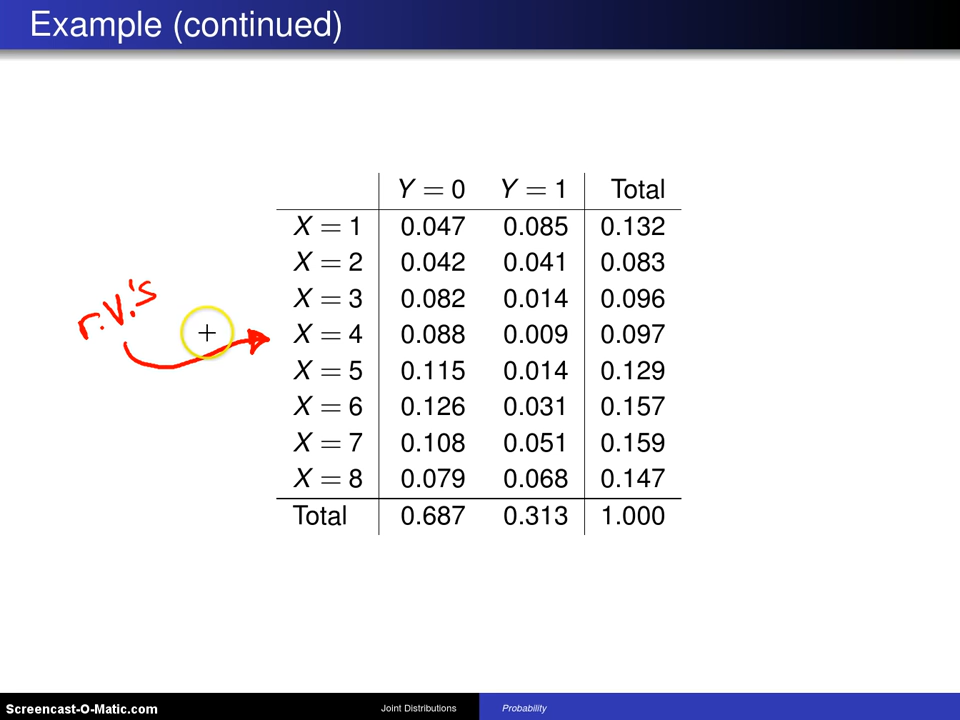 Example (continued)
Y = 0 Y = 1 Total
X = 1 0.047 0.085 0.132
X = 2 0.042 0.041 0.083
X = 3 0.082 0.014 0.096
r.v.'s
X = 4 0.088 0.009 0.097
X = 5 0.115 0.014 0.129
X = 6 0.126 0.031 0.157
X = 7 0.108 0.051 0.159
X = 8 0.079 0.068 0.147
Total 0.687 0.313 1.000
Screencast-O-Matic.com Joint Distributions Probability